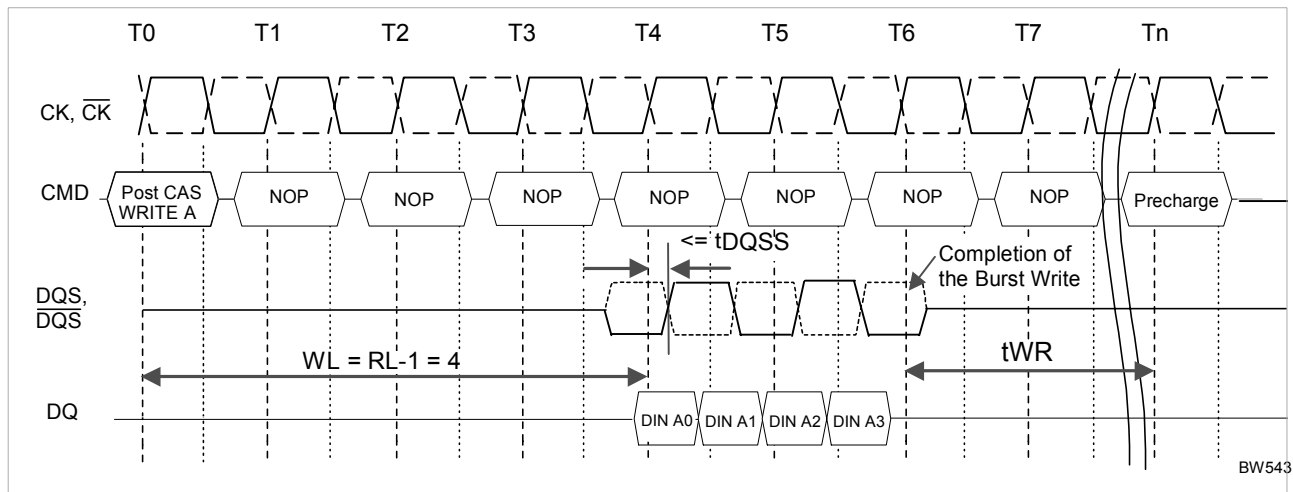 T0 T1 T2 T3 T4 T5 T6 T7 Tn
CK, CK
CMD Post CAS NOP NOP NOP NOP NOP NOP NOP Precharge
WRITE A
<= tDQSS
Completion of
the Burst Write
DQS,
DQS
WL = RL-1 = 4
tWR
DQ DIN A0 DIN A1 DIN A2 DIN A3
BW543